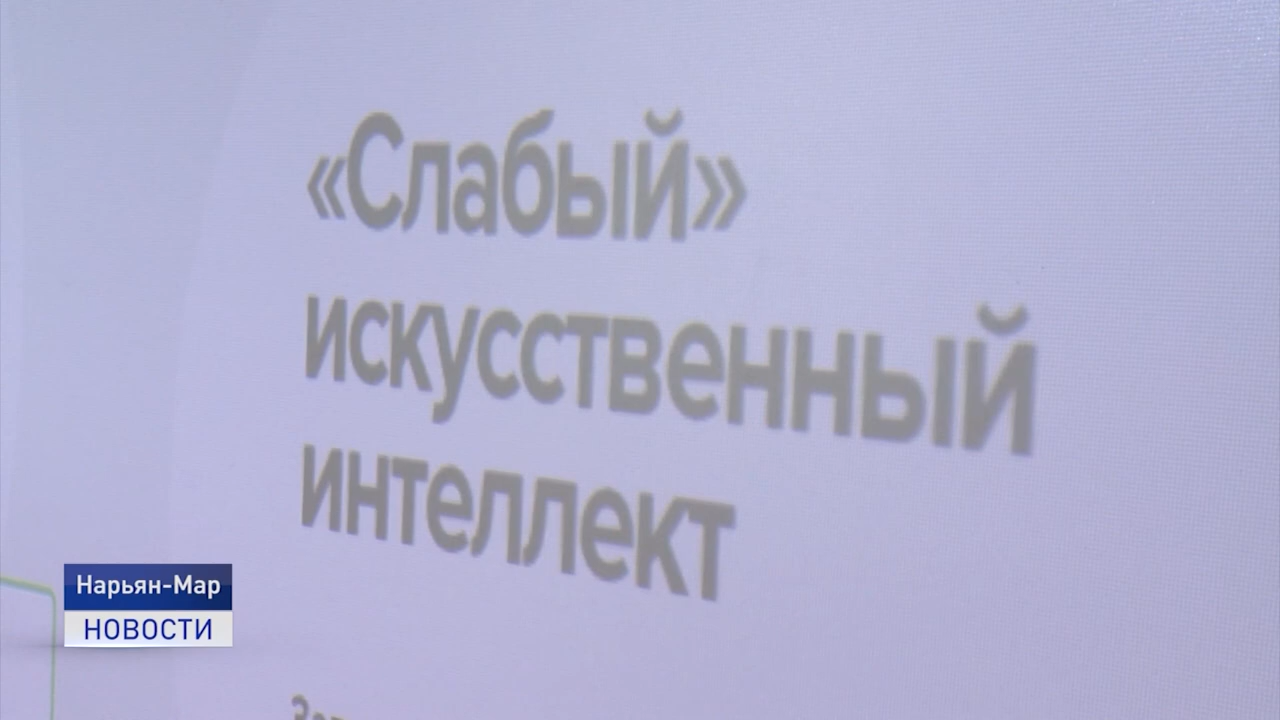 «Слабый»
искусственный
интеллект
Нарьян-Мар
НОВОСТИ